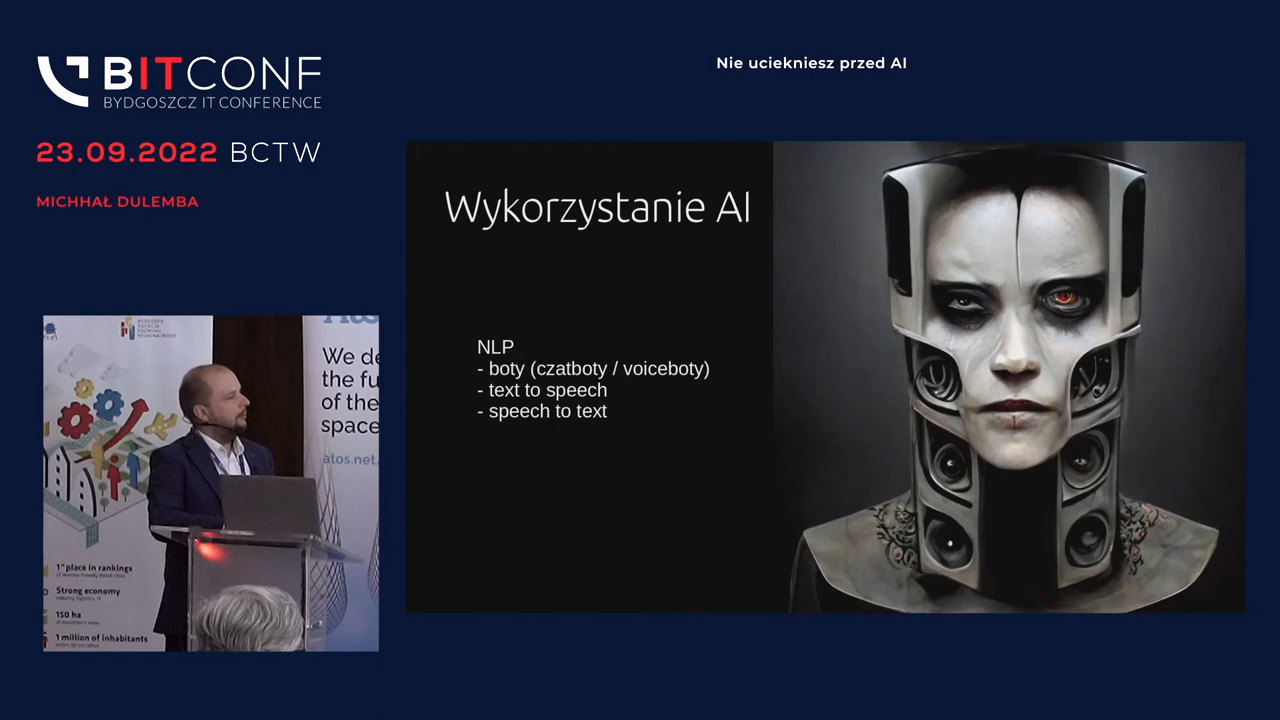 BITCONF
BYDGOSZCZ IT CONFERENCE
23.09.2022 BCTW
MICHHAŁ DULEMBA
Nie uciekniesz przed AI
Wykorzystanie AI
NLP
- boty (czatboty / voiceboty)
- text to speech
- speech to text
We de
the fu
of the
space
atos.net
1st place in rankings
Strong economy
150 ha
1 million of inhabitants